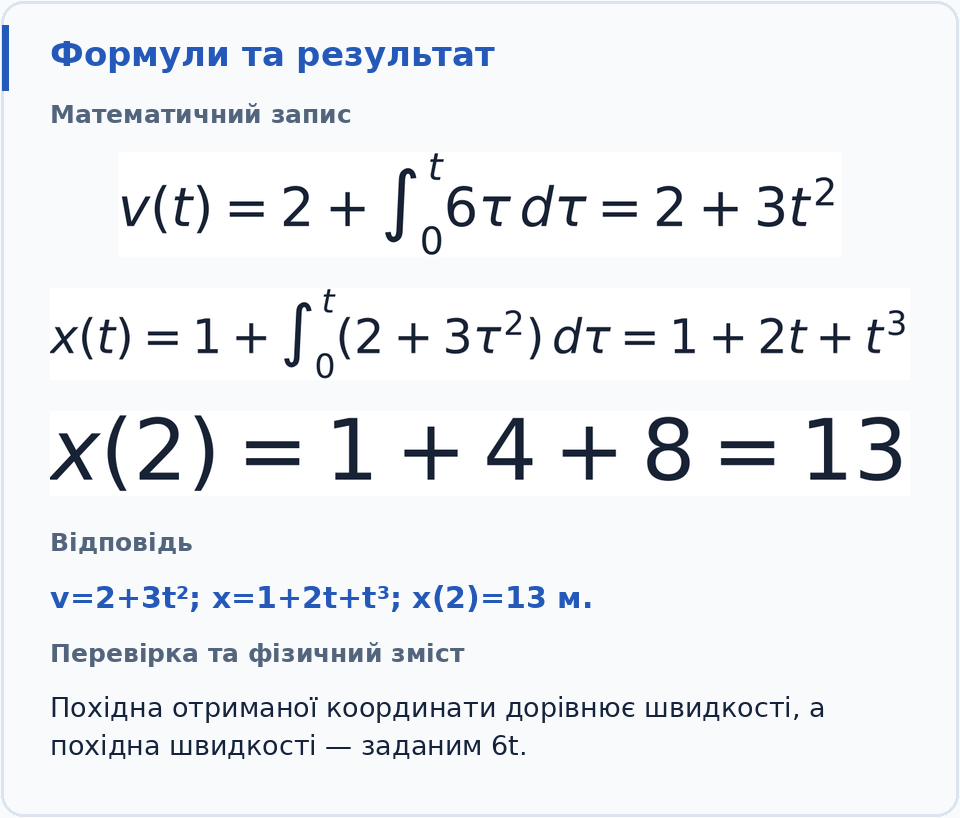 Формули та результат
Математичний запис
v(t) = 2 + ∫₀ᵗ 6τ dτ = 2 + 3t²
x(t) = 1 + ∫₀ᵗ (2 + 3τ²) dτ = 1 + 2t + t³
x(2) = 1 + 4 + 8 = 13
Відповідь
v=2+3t²; x=1+2t+t³; x(2)=13 м.
Перевірка та фізичний зміст
Похідна отриманої координати дорівнює швидкості, а
похідна швидкості — заданим 6t.